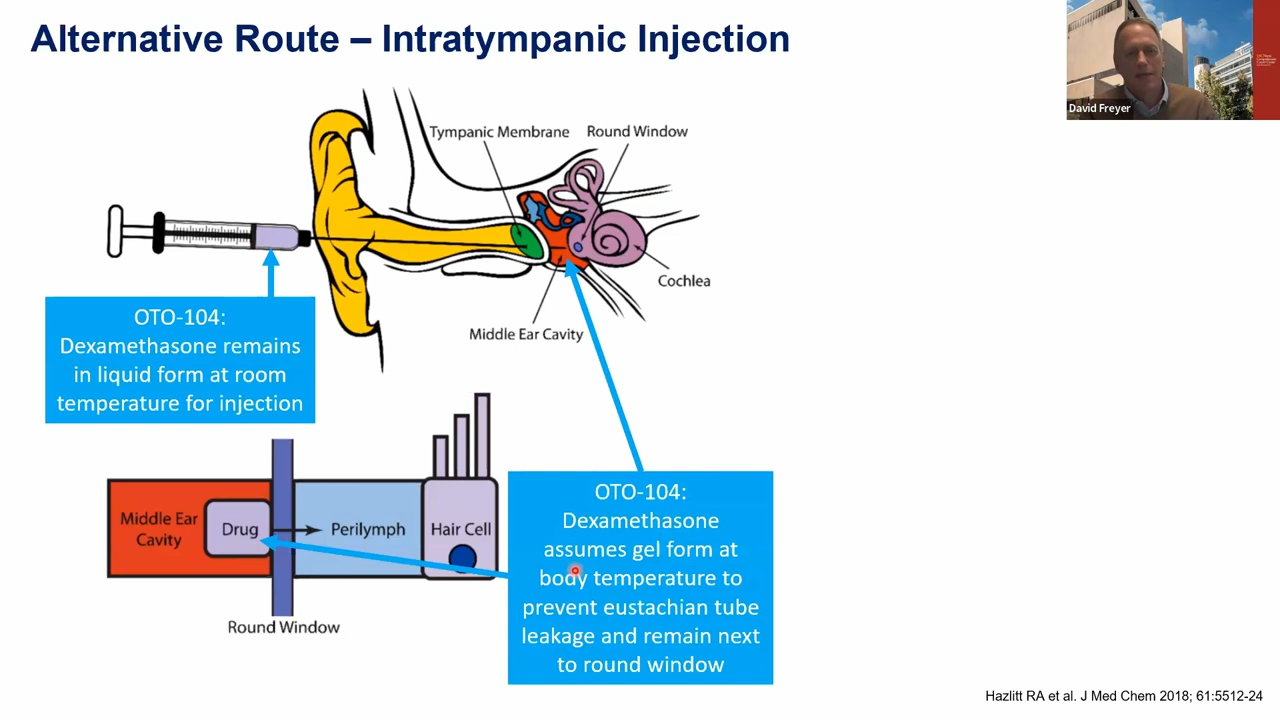 Alternative Route – Intratympanic Injection
David Freyer
Tympanic Membrane
Round Window
Cochlea
Middle Ear Cavity
OTO-104:
Dexamethasone remains
in liquid form at room
temperature for injection
Middle Ear
Cavity
Drug
Perilymph
Hair Cell
Round Window
OTO-104:
Dexamethasone
assumes gel form at
body temperature to
prevent eustachian tube
leakage and remain next
to round window
Hazlitt RA et al. J Med Chem 2018; 61:5512-24